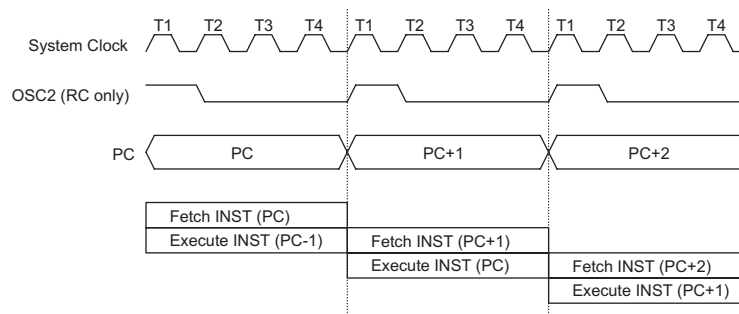 T1 T2 T3 T4 T1 T2 T3 T4 T1 T2 T3 T4
System Clock
OSC2 (RC only)
PC PC PC+1 PC+2
Fetch INST (PC)
Execute INST (PC-1) Fetch INST (PC+1)
Execute INST (PC) Fetch INST (PC+2)
Execute INST (PC+1)